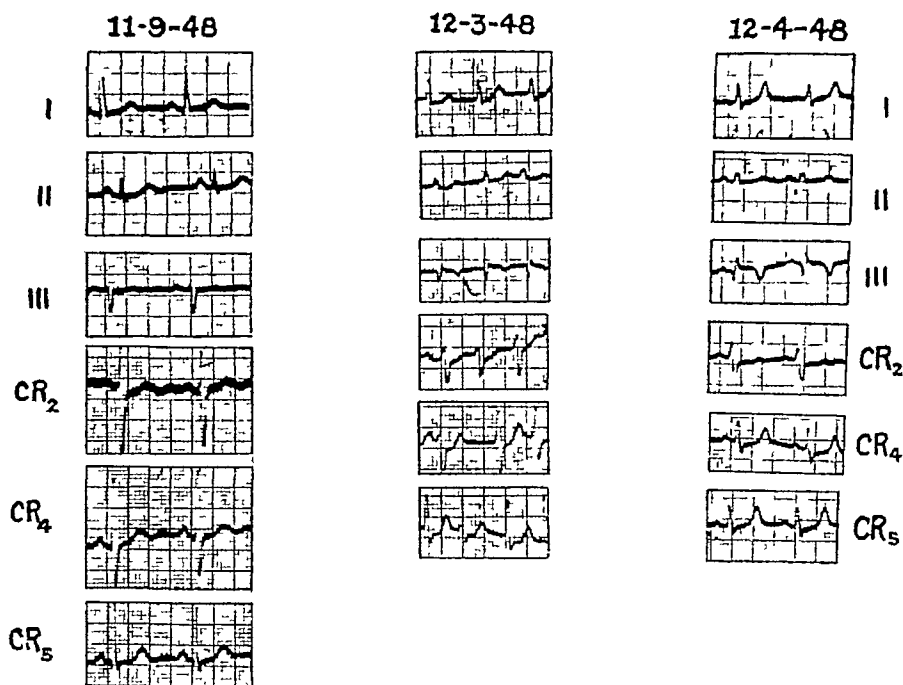 11-9-48 12-3-48 12-4-48
I I
II II
III III
CR₂ CR₂
CR₄ CR₄
CR₅ CR₅